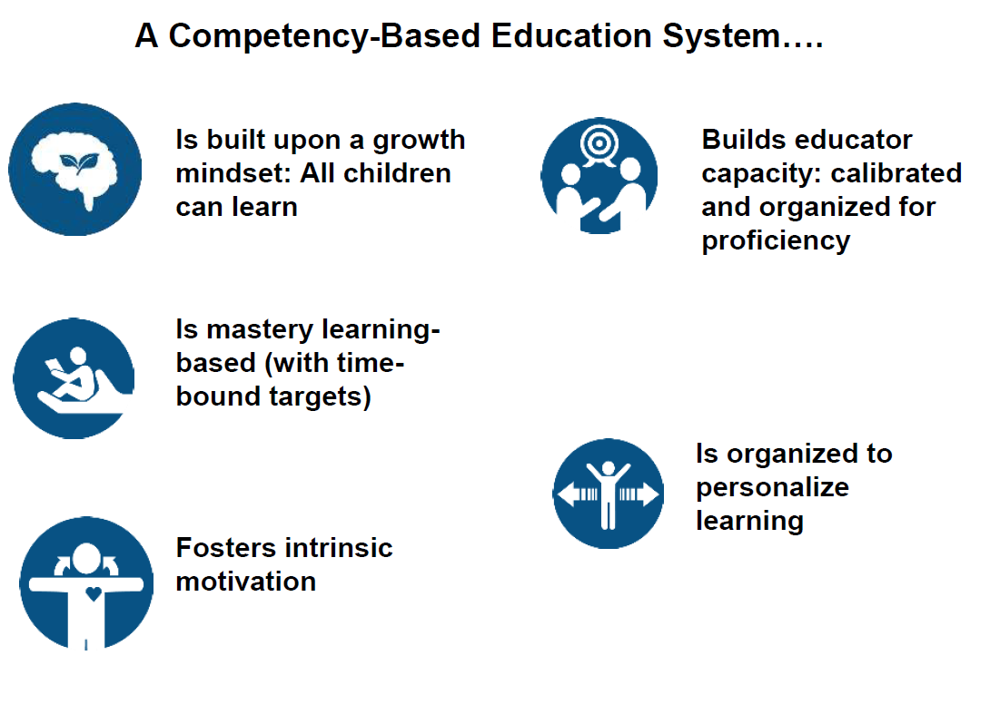 A Competency-Based Education System….
Is built upon a growth
mindset: All children
can learn
Is mastery learning-
based (with time-
bound targets)
Fosters intrinsic
motivation
Builds educator
capacity: calibrated
and organized for
proficiency
Is organized to
personalize
learning